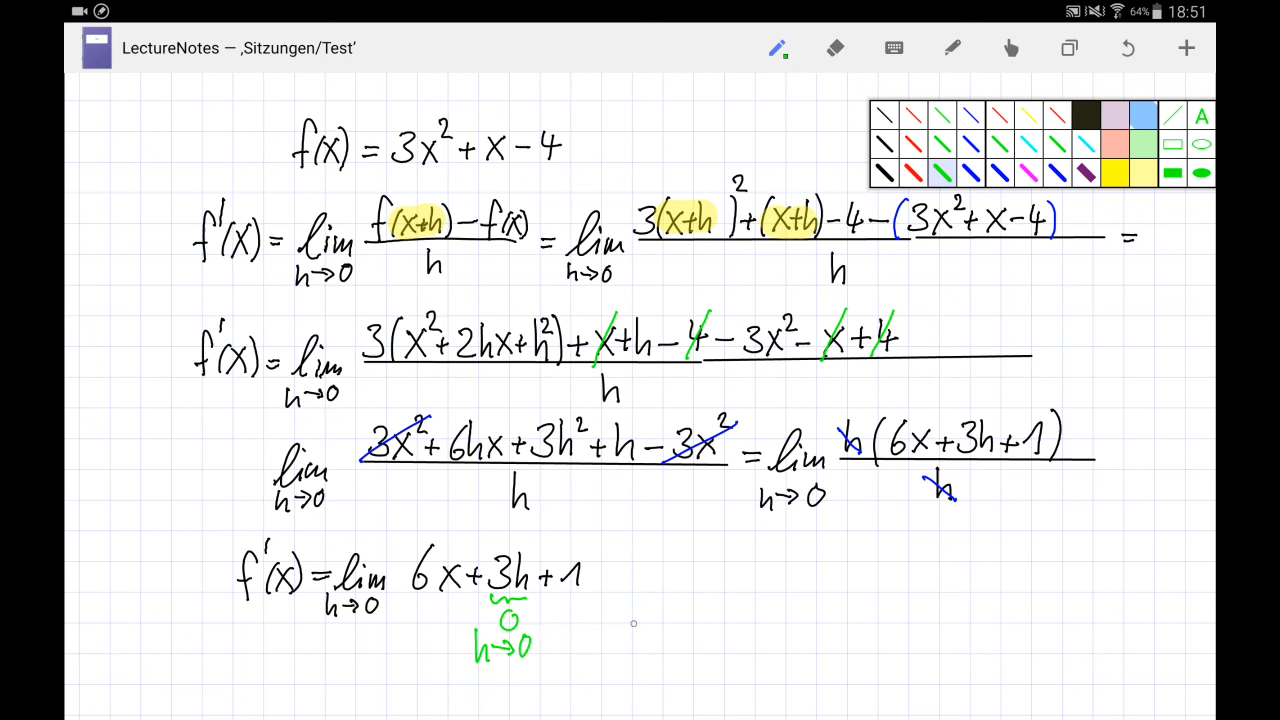 64% 18:51
LectureNotes — ‚Sitzungen/Test‘
A
f(x) = 3x² + x - 4
f'(x) = lim h→0 (f(x+h) - f(x))/h = lim h→0 (3(x+h)² + (x+h) - 4 - (3x² + x - 4))/h =
f'(x) = lim h→0 (3(x² + 2hx + h²) + x + h - 4 - 3x² - x + 4)/h
lim h→0 (3x² + 6hx + 3h² + h - 3x²)/h = lim h→0 h(6x + 3h + 1)/h
f'(x) = lim h→0 6x + 3h + 1
0
h→0